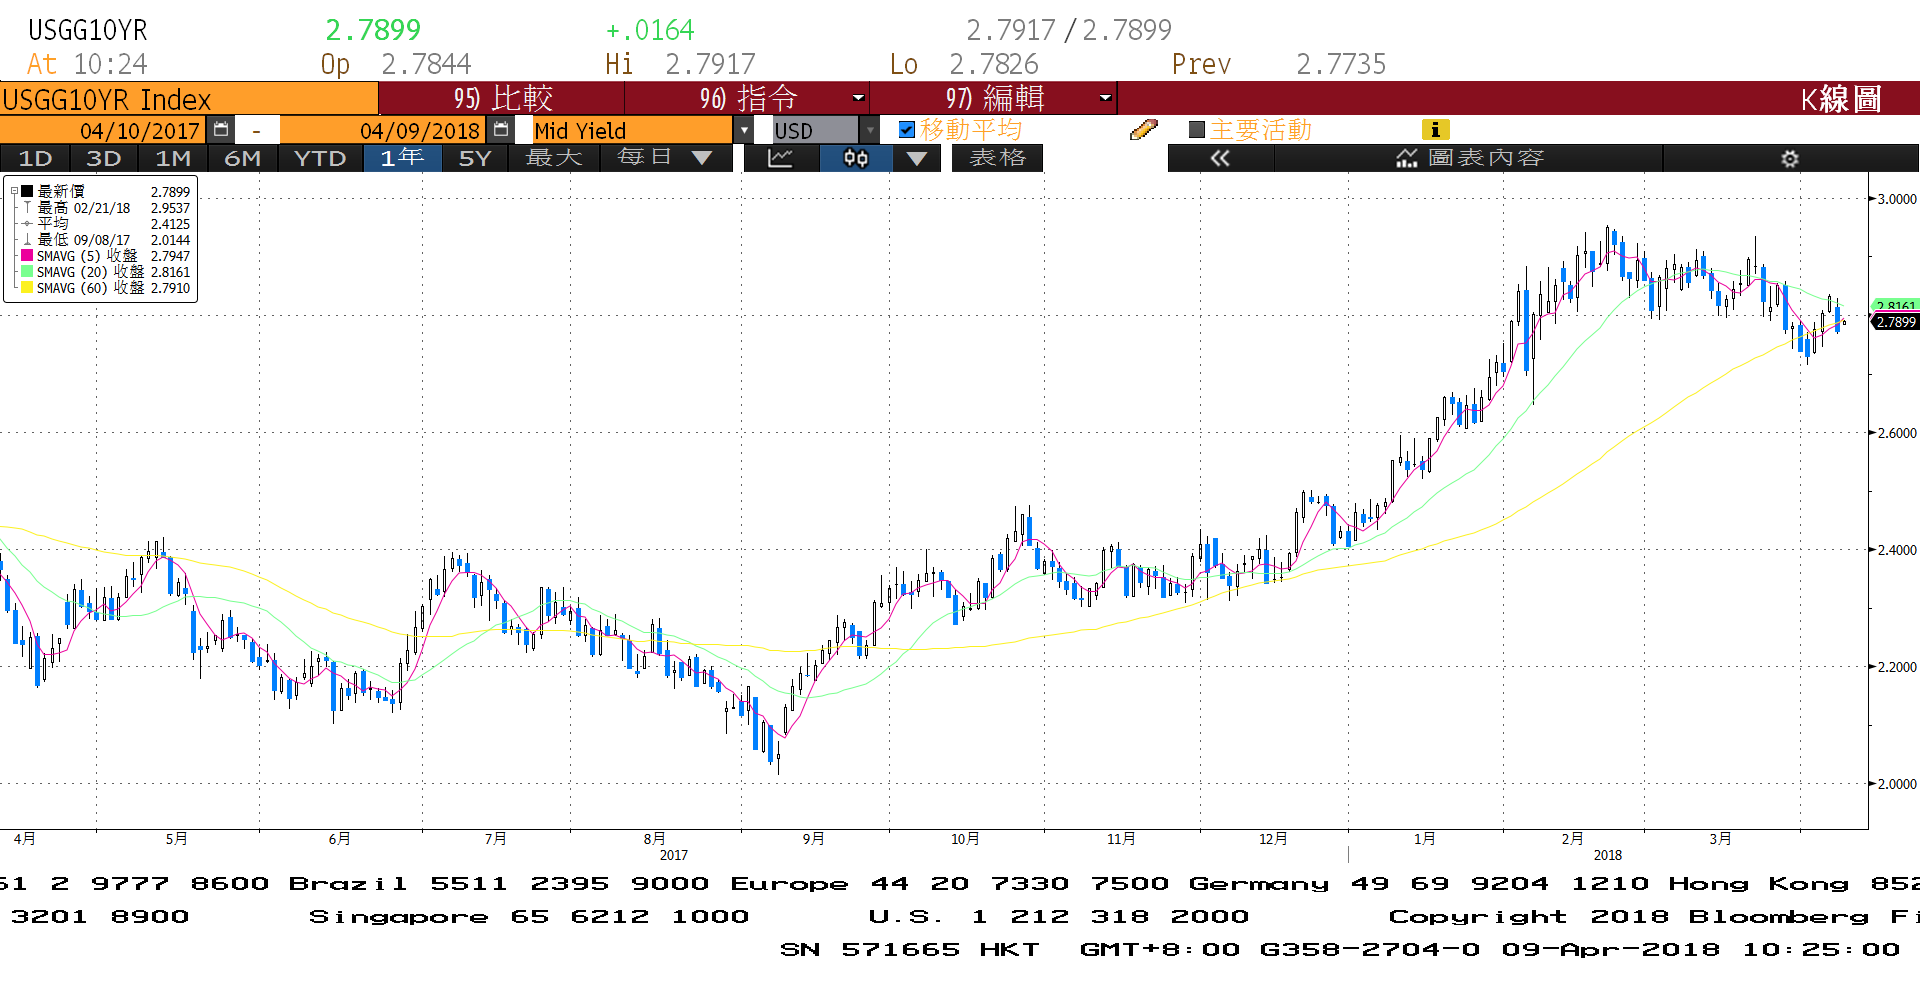 USGG10YR 2.7899 +.0164 2.7917/2.7899
At 10:24 Op 2.7844 Hi 2.7917 Lo 2.7826 Prev 2.7735
USGG10YR Index 95) 比較 96) 指令 97) 編輯 K線圖
04/10/2017 - 04/09/2018 Mid Yield USD 移動平均 主要活動 i
1D 3D 1M 6M YTD 1年 5Y 最大 每日 表格 « 圖表內容
最新價 2.7899
最高 02/21/18 2.9537
平均 2.4125
最低 09/08/17 2.0144
SMAVG (5) 收盤 2.7947
SMAVG (20) 收盤 2.8161
SMAVG (60) 收盤 2.7910
3.0000
2.8161
2.7899
2.6000
2.4000
2.2000
2.0000
4月 5月 6月 7月 8月 9月 10月 11月 12月 1月 2月 3月
2017 2018
61 2 9777 8600 Brazil 5511 2395 9000 Europe 44 20 7330 7500 Germany 49 69 9204 1210 Hong Kong 852
3201 8900 Singapore 65 6212 1000 U.S. 1 212 318 2000 Copyright 2018 Bloomberg Fi
SN 571665 HKT GMT+8:00 G358-2704-0 09-Apr-2018 10:25:00